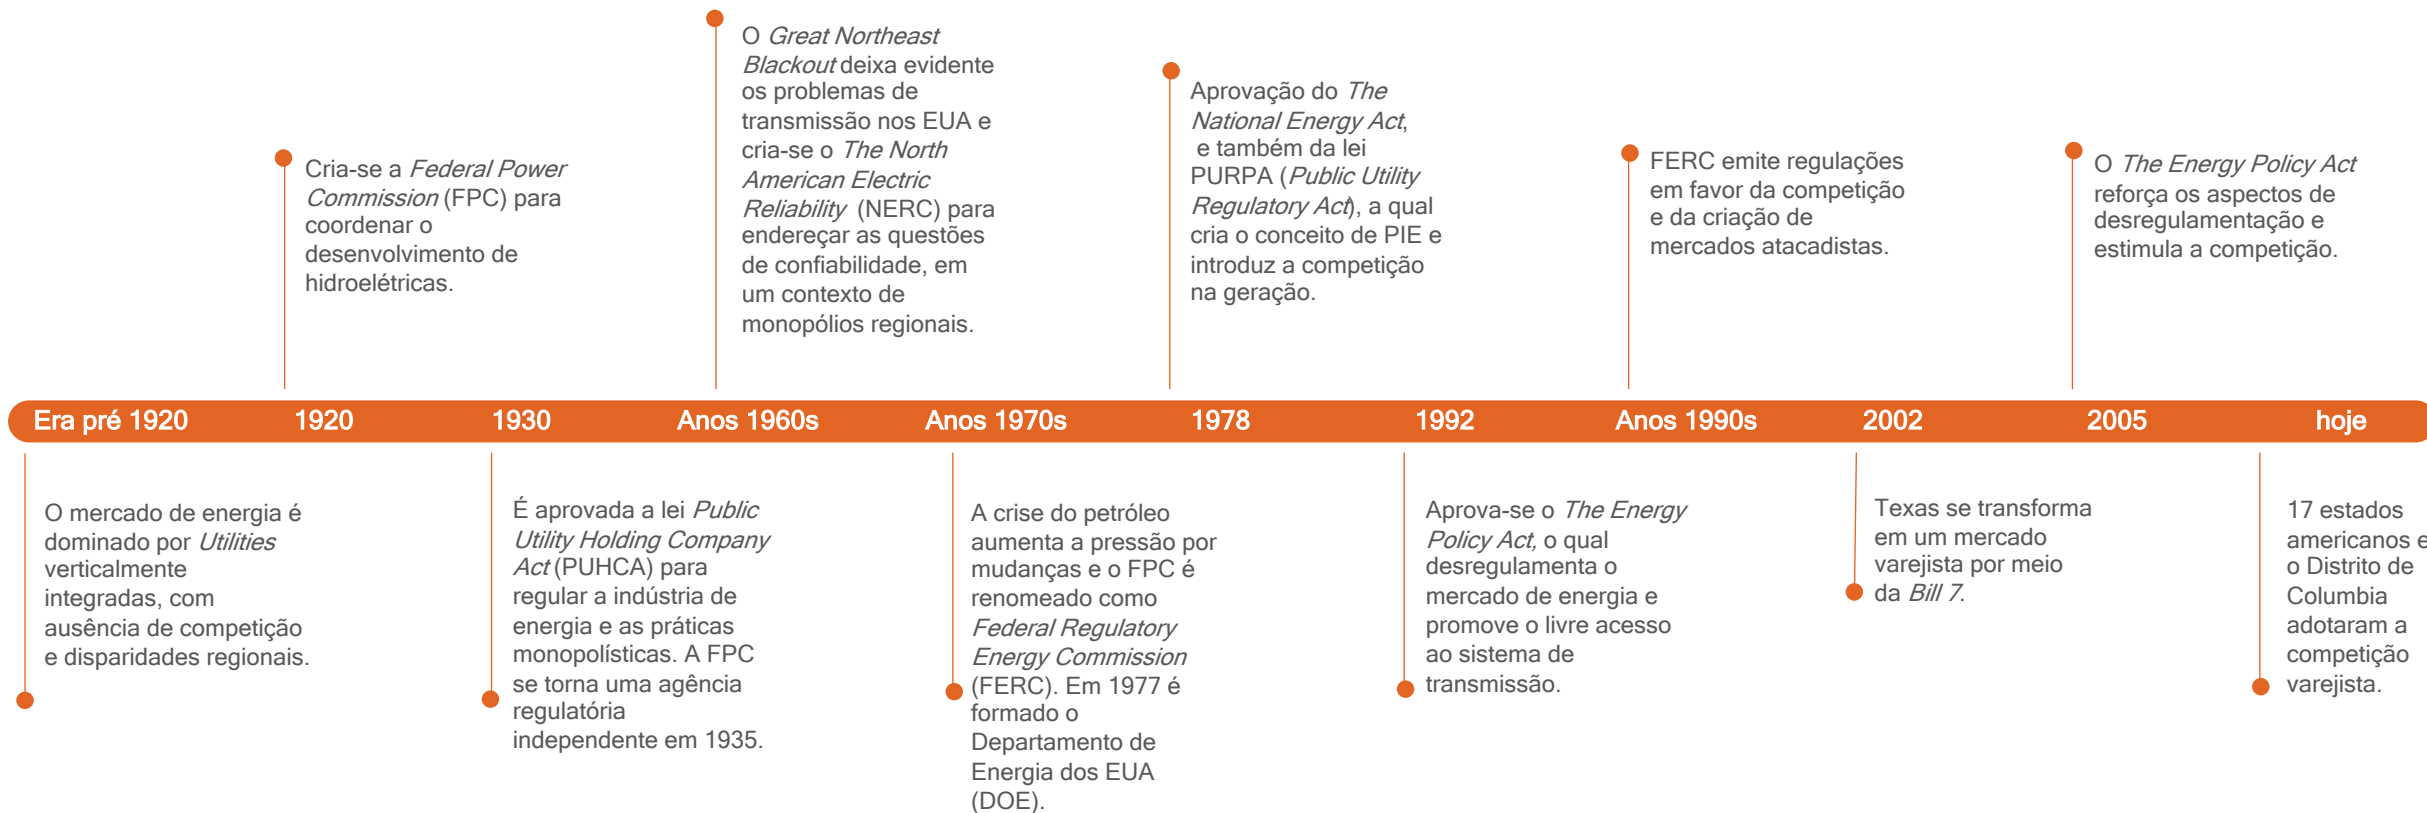 O Great Northeast
Blackout deixa evidente
os problemas de
transmissão nos EUA e
cria-se o The North
American Electric
Reliability (NERC) para
endereçar as questões
de confiabilidade, em
um contexto de
monopólios regionais.
Aprovação do The
National Energy Act,
e também da lei
PURPA (Public Utility
Regulatory Act), a qual
cria o conceito de PIE e
introduz a competição
na geração.
Cria-se a Federal Power
Commission (FPC) para
coordenar o
desenvolvimento de
hidroelétricas.
FERC emite regulações
em favor da competição
e da criação de
mercados atacadistas.
O The Energy Policy Act
reforça os aspectos de
desregulamentação e
estimula a competição.
Era pré 1920 1920 1930 Anos 1960s Anos 1970s 1978 1992 Anos 1990s 2002 2005 hoje
O mercado de energia é
dominado por Utilities
verticalmente
integradas, com
ausência de competição
e disparidades regionais.
É aprovada a lei Public
Utility Holding Company
Act (PUHCA) para
regular a indústria de
energia e as práticas
monopolísticas. A FPC
se torna uma agência
regulatória
independente em 1935.
A crise do petróleo
aumenta a pressão por
mudanças e o FPC é
renomeado como
Federal Regulatory
Energy Commission
(FERC). Em 1977 é
formado o
Departamento de
Energia dos EUA
(DOE).
Aprova-se o The Energy
Policy Act, o qual
desregulamenta o
mercado de energia e
promove o livre acesso
ao sistema de
transmissão.
Texas se transforma
em um mercado
varejista por meio
da Bill 7.
17 estados
americanos e
o Distrito de
Columbia
adotaram a
competição
varejista.